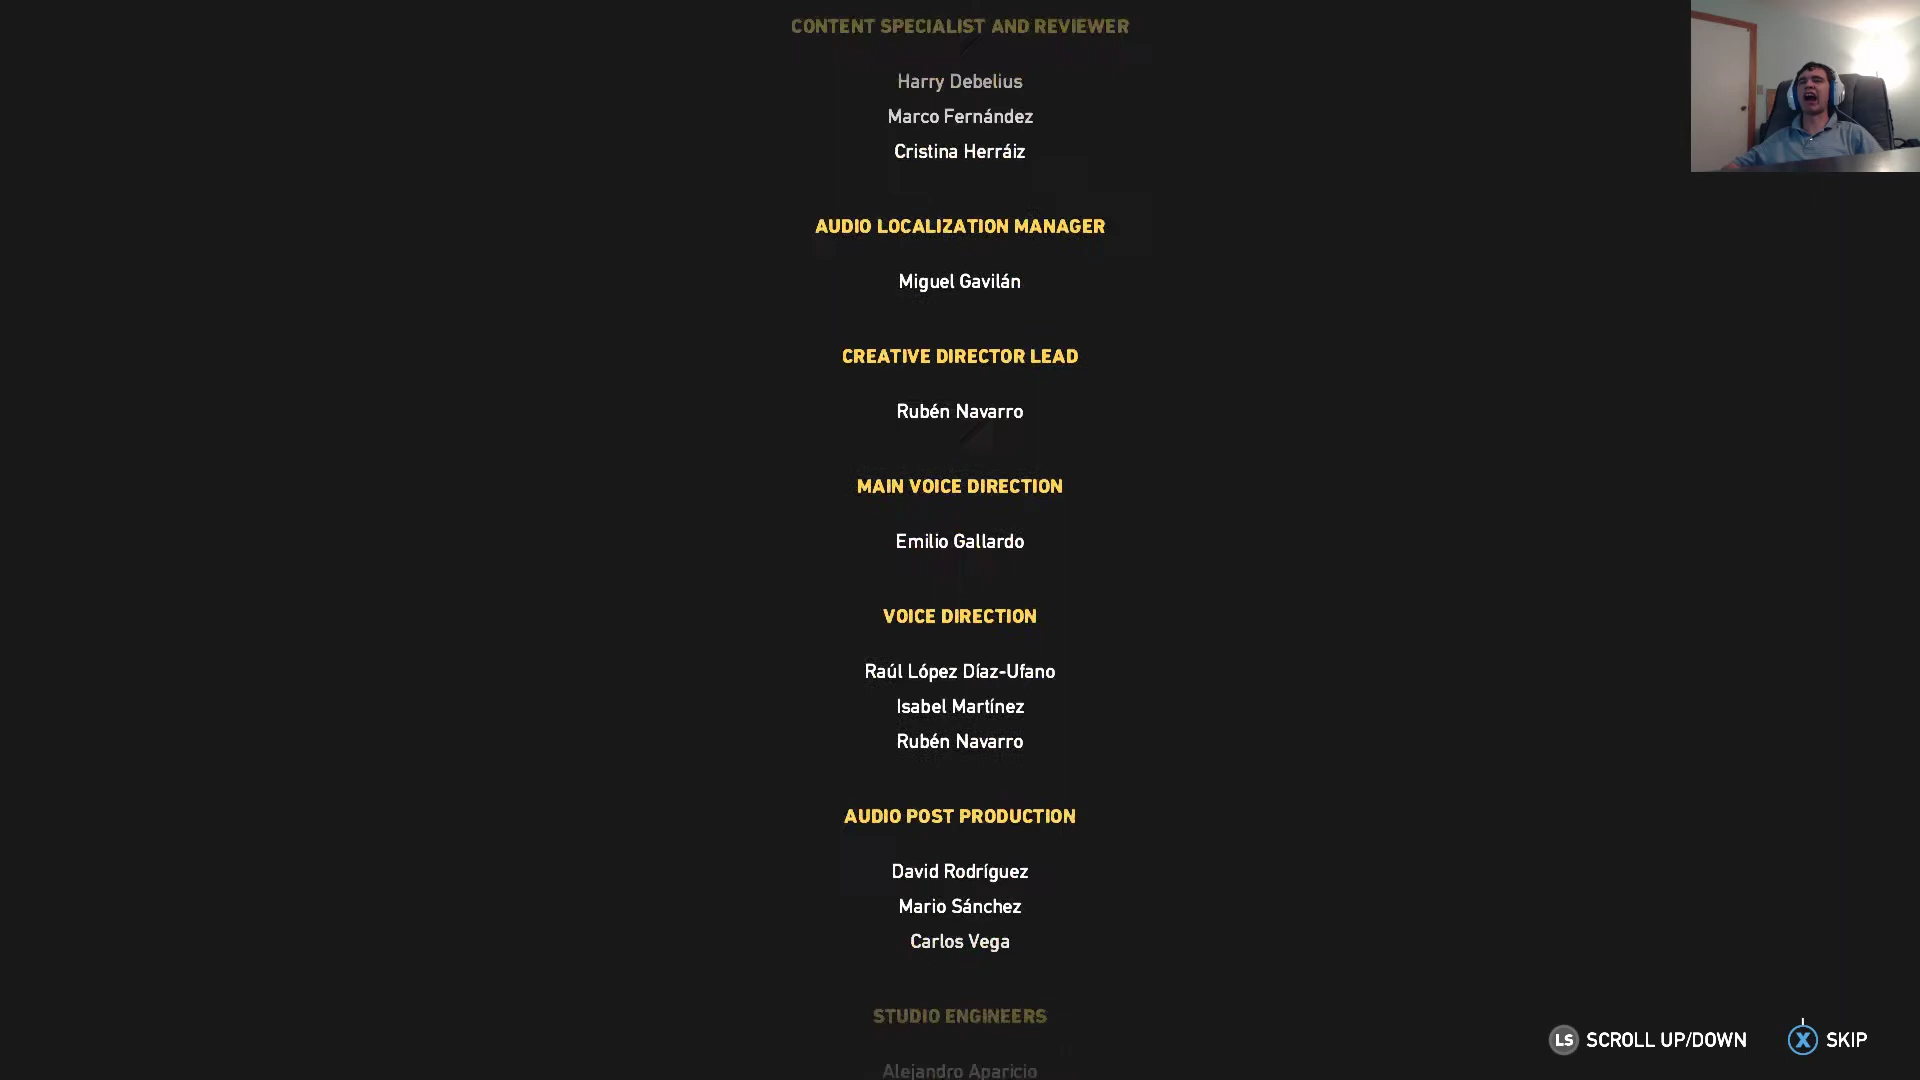 CONTENT SPECIALIST AND REVIEWER
Harry Debelius
Marco Fernández
Cristina Herráiz
AUDIO LOCALIZATION MANAGER
Miguel Gavilán
CREATIVE DIRECTOR LEAD
Rubén Navarro
MAIN VOICE DIRECTION
Emilio Gallardo
VOICE DIRECTION
Raúl López Díaz-Ufano
Isabel Martínez
Rubén Navarro
AUDIO POST PRODUCTION
David Rodríguez
Mario Sánchez
Carlos Vega
STUDIO ENGINEERS
Alejandro Aparicio
LS SCROLL UP/DOWN X SKIP